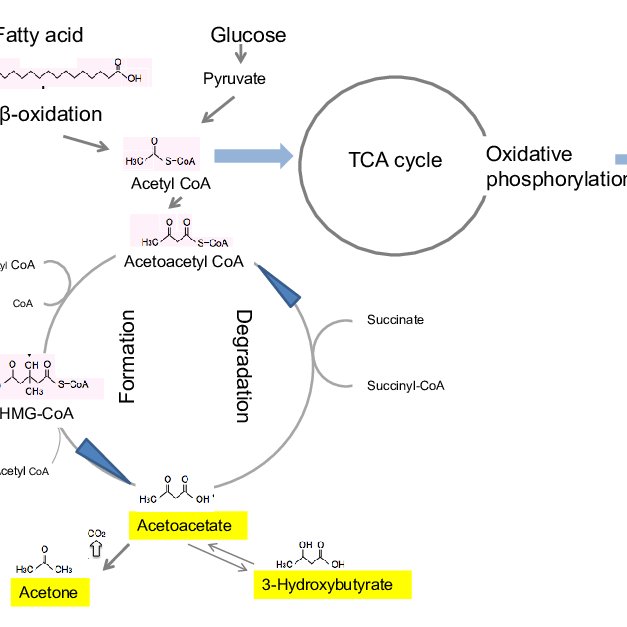 Fatty acid
Glucose
O
OH
Pyruvate
β-oxidation
O
H₃C S-CoA
Acetyl CoA
TCA cycle
Oxidative
phosphorylation
O O
H₃C S-CoA
Acetoacetyl CoA
yl CoA
CoA
Formation
Degradation
Succinate
Succinyl-CoA
O OH O
S-CoA
CH₃
HMG-CoA
Acetyl CoA
O O
H₃C OH
Acetoacetate
CO₂
O
H₃C CH₃
Acetone
OH O
H₃C OH
3-Hydroxybutyrate